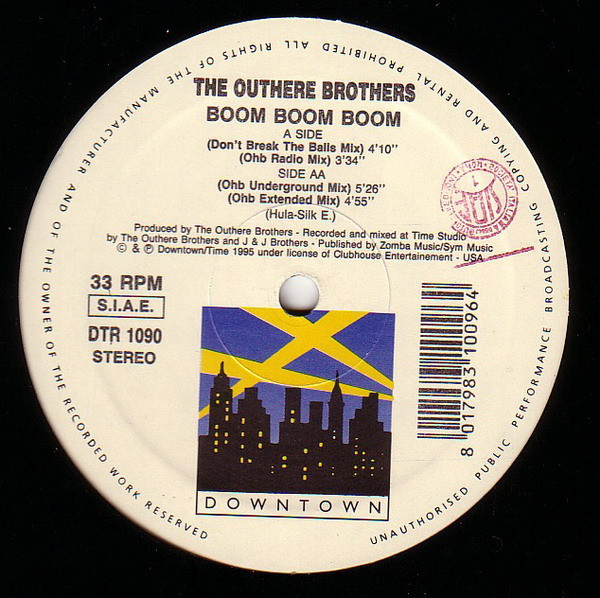 THE OUTHERE BROTHERS
BOOM BOOM BOOM
A SIDE
(Don't Break The Balls Mix) 4'10''
(Ohb Radio Mix) 3'34''
SIDE AA
(Ohb Underground Mix) 5'26''
(Ohb Extended Mix) 4'55''
(Hula-Silk E.)
Produced by The Outhere Brothers - Recorded and mixed at Time Studio
by The Outhere Brothers and J & J Brothers - Published by Zomba Music/Sym Music
© & ℗ Downtown/Time 1995 under license of Clubhouse Entertainement - USA
33 RPM
S.I.A.E.
DTR 1090
STEREO
8 017983 100964
DOWNTOWN
ALL RIGHTS OF THE MANUFACTURER AND OF THE OWNER OF THE RECORDED WORK RESERVED
UNAUTHORISED PUBLIC PERFORMANCE BROADCASTING COPYING AND RENTAL PROHIBITED